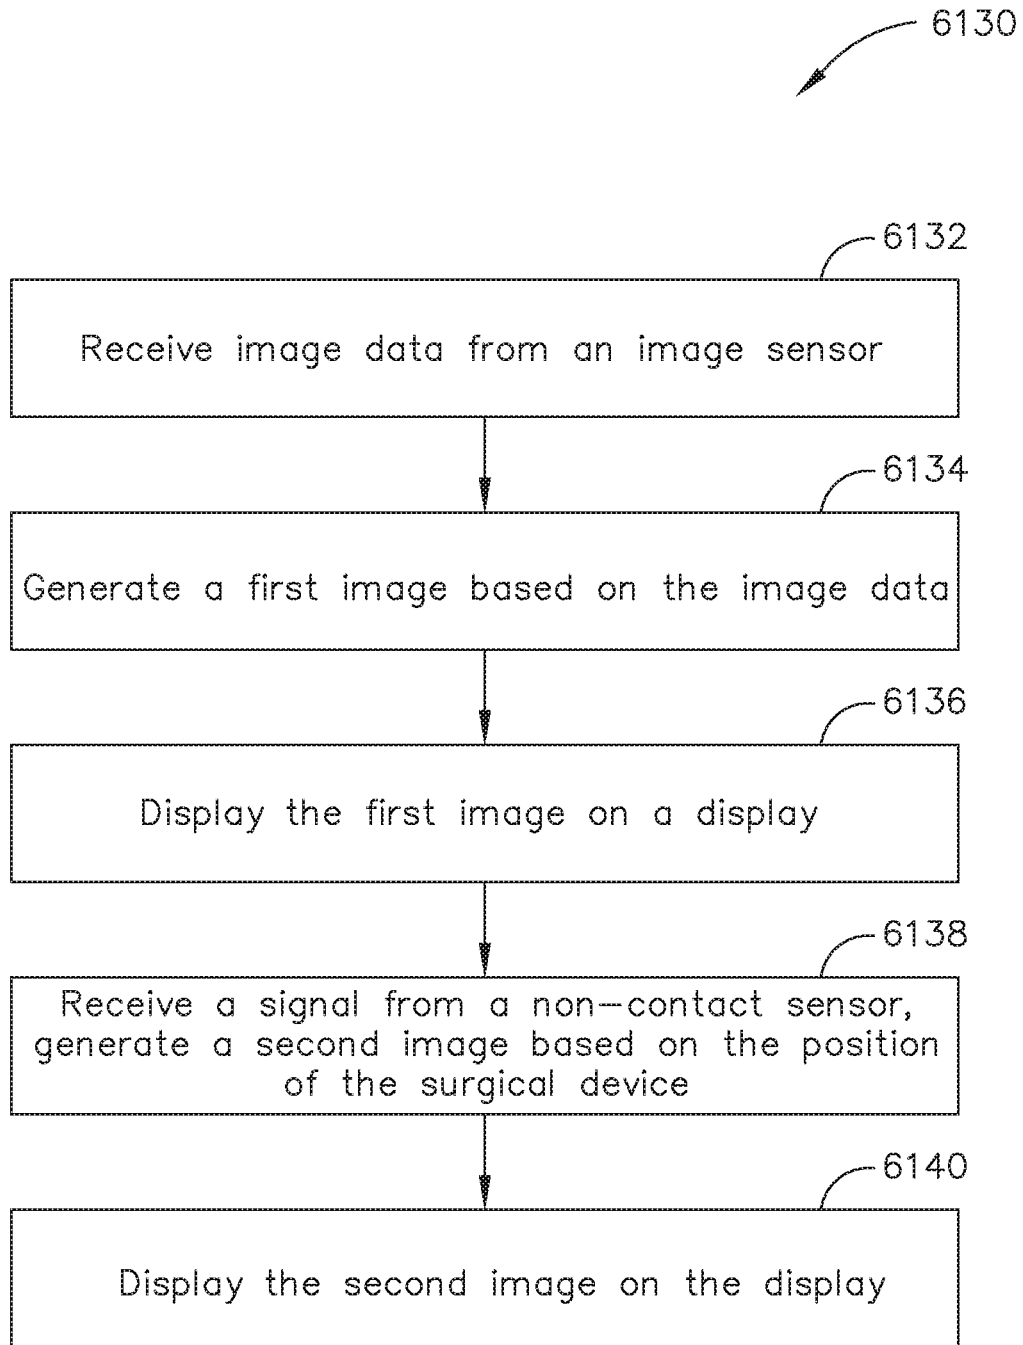 6130
6132
Receive image data from an image sensor
6134
Generate a first image based on the image data
6136
Display the first image on a display
6138
Receive a signal from a non-contact sensor,
generate a second image based on the position
of the surgical device
6140
Display the second image on the display